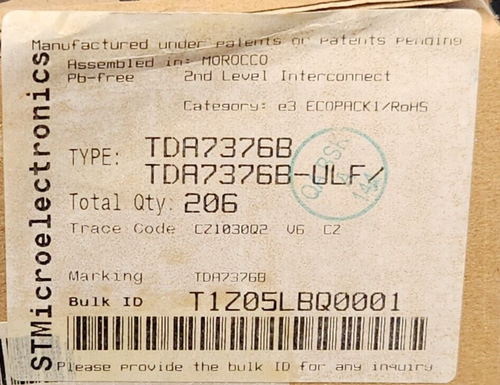 Manufactured under patents or patents pending
Assembled in: MOROCCO
Pb-free 2nd Level Interconnect
Category: e3 ECOPACK1/RoHS
STMicroelectronics
TYPE: TDA7376B
TDA7376B-ULF/
Total Qty: 206
Trace Code CZ1030Q2 V6 CZ
Marking TDA7376B
Bulk ID T1Z05LBQ0001
Please provide the bulk ID for any inquiry